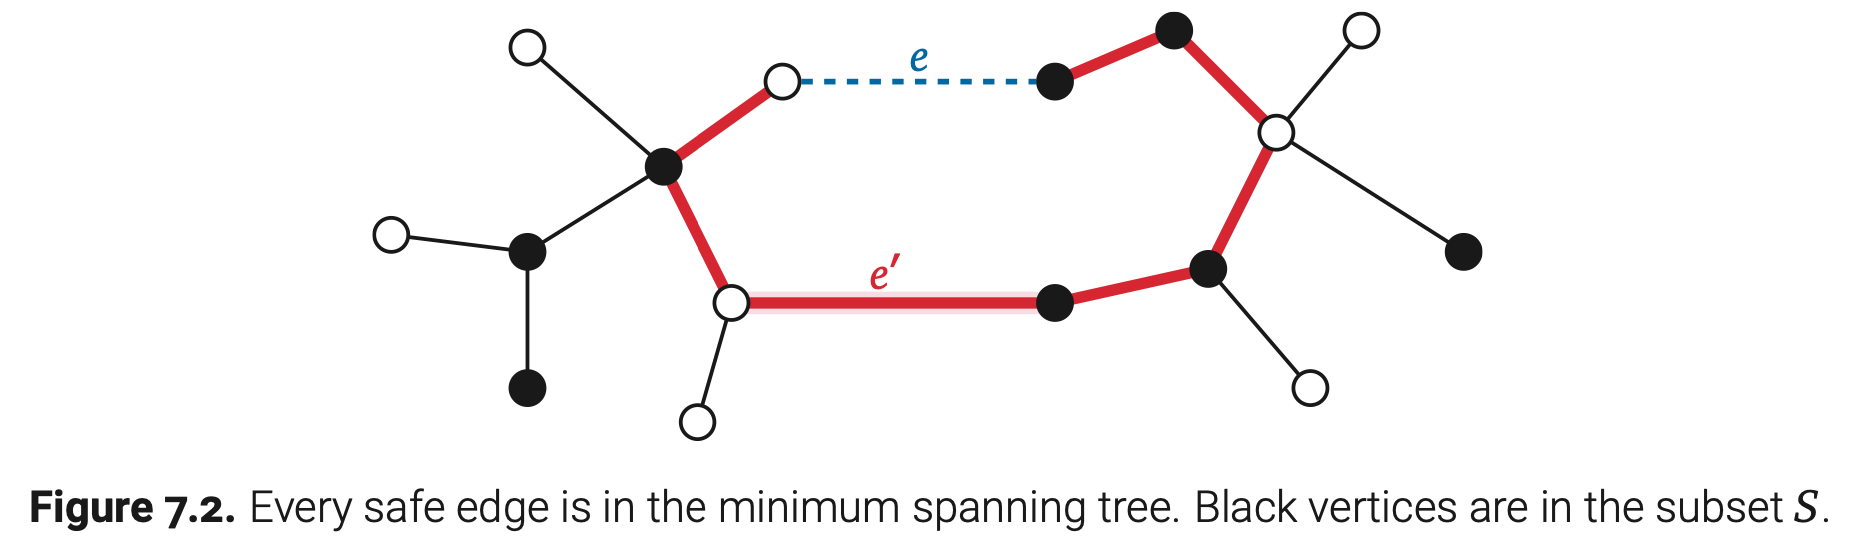 e
e′
Figure 7.2. Every safe edge is in the minimum spanning tree. Black vertices are in the subset S.